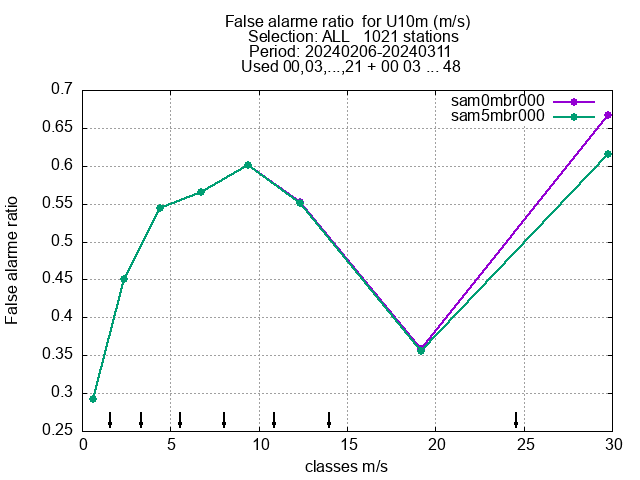 False alarme ratio  for U10m (m/s)
Selection: ALL   1021 stations
Period: 20240206-20240311
Used 00,03,...,21 + 00 03 ... 48
sam0mbr000
sam5mbr000
0.7
0.65
0.6
0.55
0.5
0.45
0.4
0.35
0.3
0.25
False alarme ratio
0 5 10 15 20 25 30
classes m/s